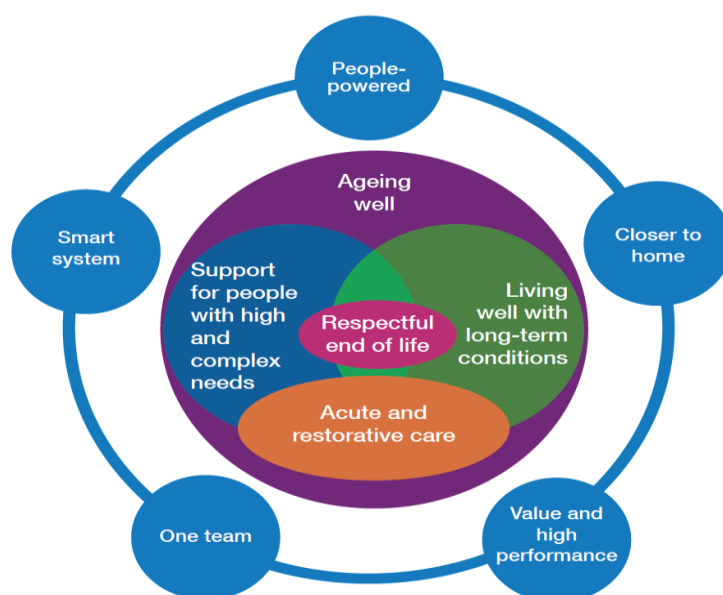 People-
powered
Ageing
well
Smart
system
Closer to
home
Support
for people
with high
and
complex
needs
Living
well with
long-term
conditions
Respectful
end of life
Acute and
restorative care
One team
Value and
high
performance